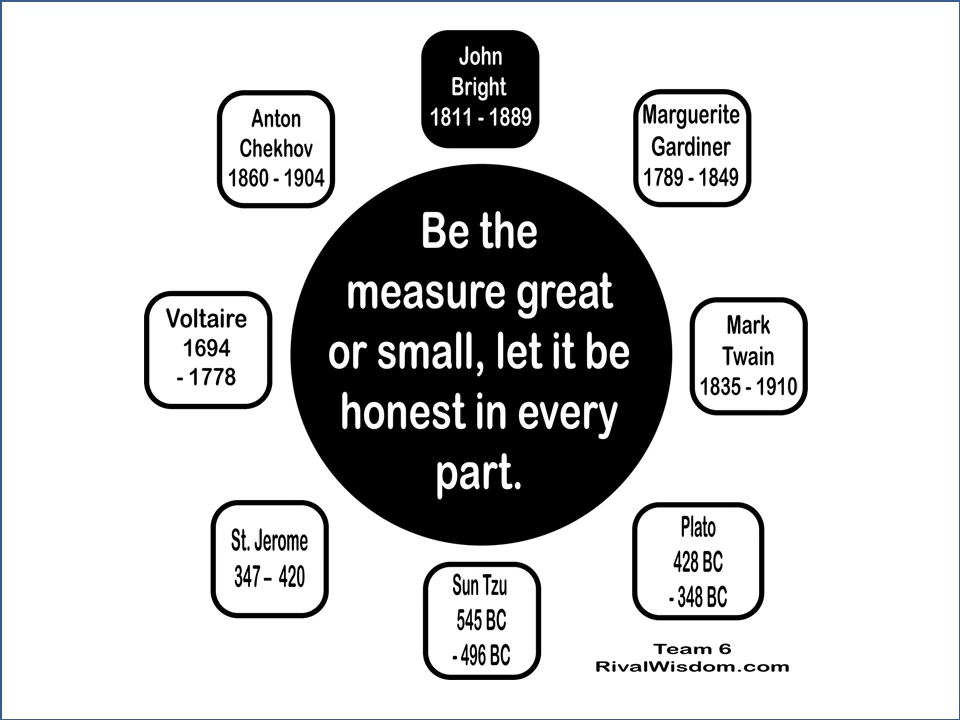 John
Bright
1811 - 1889
Anton
Chekhov
1860 - 1904
Marguerite
Gardiner
1789 - 1849
Be the
measure great
or small, let it be
honest in every
part.
Voltaire
1694
- 1778
Mark
Twain
1835 - 1910
St. Jerome
347 – 420
Sun Tzu
545 BC
- 496 BC
Plato
428 BC
- 348 BC
Team 6
RivalWisdom.com